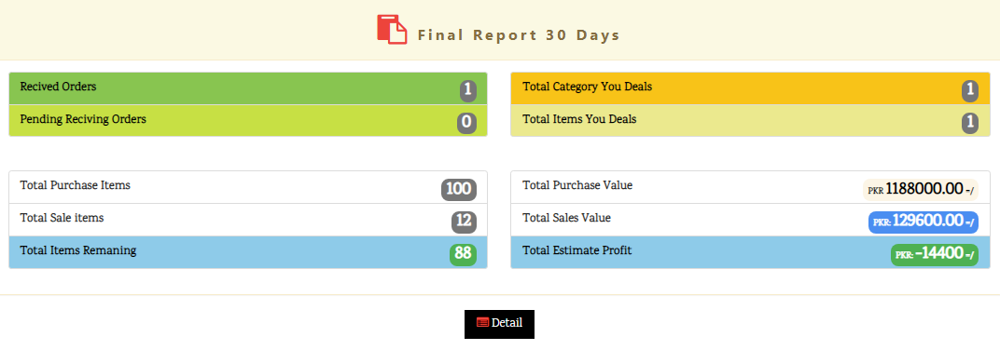 Final Report 30 Days
Recived Orders 1
Pending Reciving Orders 0
Total Category You Deals 1
Total Items You Deals 1
Total Purchase Items 100
Total Sale items 12
Total Items Remaning 88
Total Purchase Value PKR 1188000.00 -/
Total Sales Value PKR: 129600.00 -/
Total Estimate Profit PKR: -14400 -/
Detail